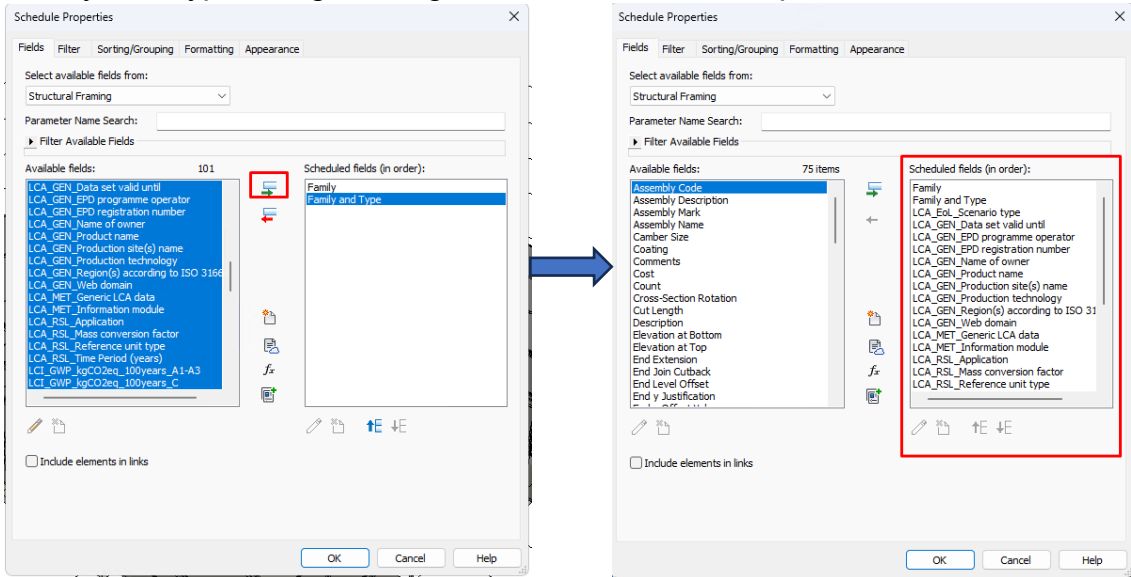 Schedule Properties
Fields Filter Sorting/Grouping Formatting Appearance
Select available fields from:
Structural Framing
Parameter Name Search:
Filter Available Fields
Available fields: 101
LCA_GEN_Data set valid until
LCA_GEN_EPD programme operator
LCA_GEN_EPD registration number
LCA_GEN_Name of owner
LCA_GEN_Product name
LCA_GEN_Production site(s) name
LCA_GEN_Production technology
LCA_GEN_Region(s) according to ISO 3166
LCA_GEN_Web domain
LCA_MET_Generic LCA data
LCA_MET_Information module
LCA_RSL_Application
LCA_RSL_Mass conversion factor
LCA_RSL_Reference unit type
LCA_RSL_Time Period (years)
LCI_GWP_kgCO2eq_100years_A1-A3
LCI_GWP_kgCO2eq_100years_C
Scheduled fields (in order):
Family
Family and Type
fx
Include elements in links
OK Cancel Help
Schedule Properties
Fields Filter Sorting/Grouping Formatting Appearance
Select available fields from:
Structural Framing
Parameter Name Search:
Filter Available Fields
Available fields: 75 items
Assembly Code
Assembly Description
Assembly Mark
Assembly Name
Camber Size
Coating
Comments
Cost
Count
Cross-Section Rotation
Cut Length
Description
Elevation at Bottom
Elevation at Top
End Extension
End Join Cutback
End Level Offset
End y Justification
Scheduled fields (in order):
Family
Family and Type
LCA_EoL_Scenario type
LCA_GEN_Data set valid until
LCA_GEN_EPD programme operator
LCA_GEN_EPD registration number
LCA_GEN_Name of owner
LCA_GEN_Product name
LCA_GEN_Production site(s) name
LCA_GEN_Production technology
LCA_GEN_Region(s) according to ISO 31
LCA_GEN_Web domain
LCA_MET_Generic LCA data
LCA_MET_Information module
LCA_RSL_Application
LCA_RSL_Mass conversion factor
LCA_RSL_Reference unit type
fx
Include elements in links
OK Cancel Help